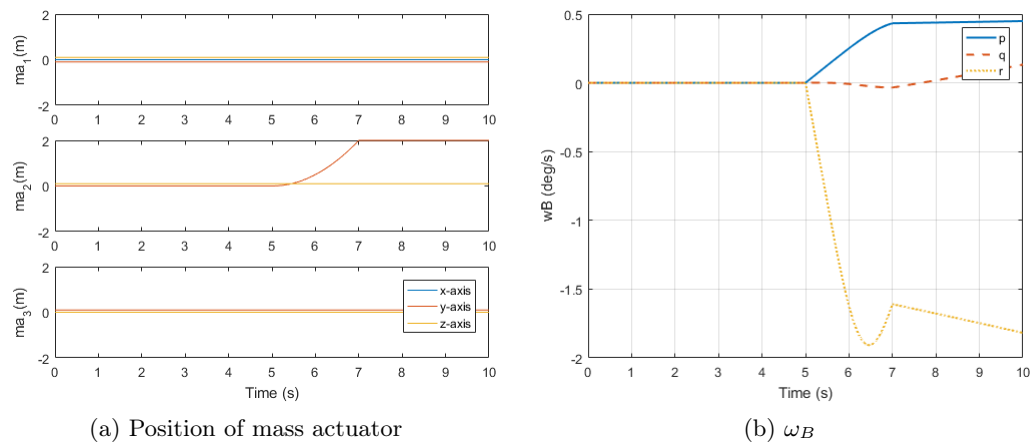 2
0
-2
ma1(m)
0 1 2 3 4 5 6 7 8 9 10
2
0
-2
ma2(m)
0 1 2 3 4 5 6 7 8 9 10
2
0
-2
ma3(m)
x-axis
y-axis
z-axis
0 1 2 3 4 5 6 7 8 9 10
Time (s)
(a) Position of mass actuator
0.5
0
-0.5
-1
-1.5
-2
wB (deg/s)
p
q
r
0 1 2 3 4 5 6 7 8 9 10
Time (s)
(b) ωB